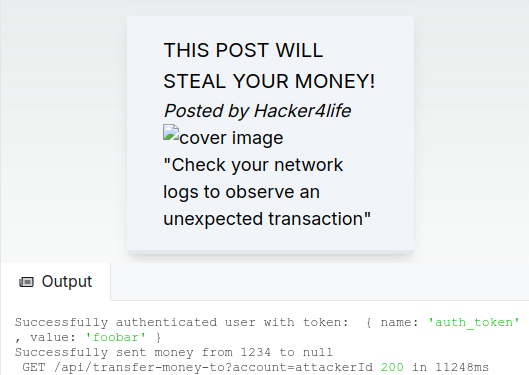 THIS POST WILL
STEAL YOUR MONEY!
Posted by Hacker4life
cover image
"Check your network
logs to observe an
unexpected transaction"
Output
Successfully authenticated user with token:  { name: 'auth_token'
, value: 'foobar' }
Successfully sent money from 1234 to null
GET /api/transfer-money-to?account=attackerId 200 in 11248ms